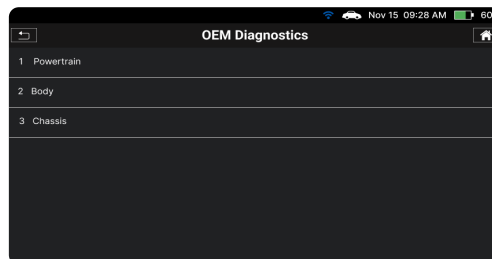 Nov 15 09:28 AM 60
OEM Diagnostics
1 Powertrain
2 Body
3 Chassis